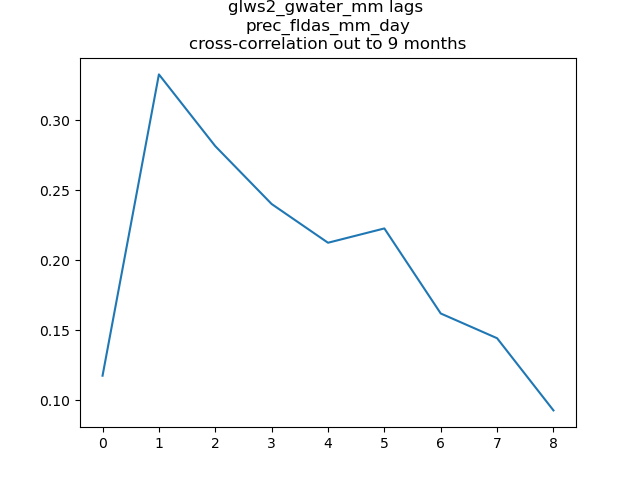 glws2_gwater_mm lags
prec_fldas_mm_day
cross-correlation out to 9 months
0.30
0.25
0.20
0.15
0.10
0 1 2 3 4 5 6 7 8